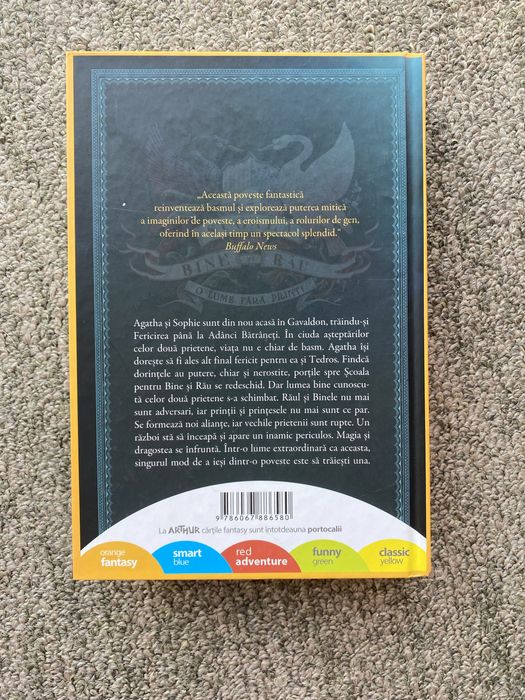 „Această poveste fantastică
reinventează basmul și explorează puterea mitică
a imaginilor de poveste, a eroismului, a rolurilor de gen,
oferind în același timp un spectacol splendid.”
Buffalo News
BINE RĂU
O LUME FĂRĂ PRINȚI
Agatha și Sophie sunt din nou acasă în Gavaldon, trăindu-și
Fericirea până la Adânci Bătrâneți. În ciuda așteptărilor
celor două prietene, viața nu e chiar de basm. Agatha își
dorește să fi ales alt final fericit pentru ea și Tedros. Findcă
dorințele au putere, chiar și nerostite, porțile spre Școala
pentru Bine și Rău se redeschid. Dar lumea bine cunoscu-
tă celor două prietene s-a schimbat. Răul și Binele nu mai
sunt adversari, iar prinții și prințesele nu mai sunt ce par.
Se formează noi alianțe, iar vechile prietenii sunt rupte. Un
război stă să înceapă și apare un inamic periculos. Magia și
dragostea se înfruntă. Într-o lume extraordinară ca aceasta,
singurul mod de a ieși dintr-o poveste este să trăiești una.
9 786067 886580
La ARTHUR cărțile fantasy sunt întotdeauna portocalii
orange
fantasy
smart
blue
red
adventure
funny
green
classic
yellow